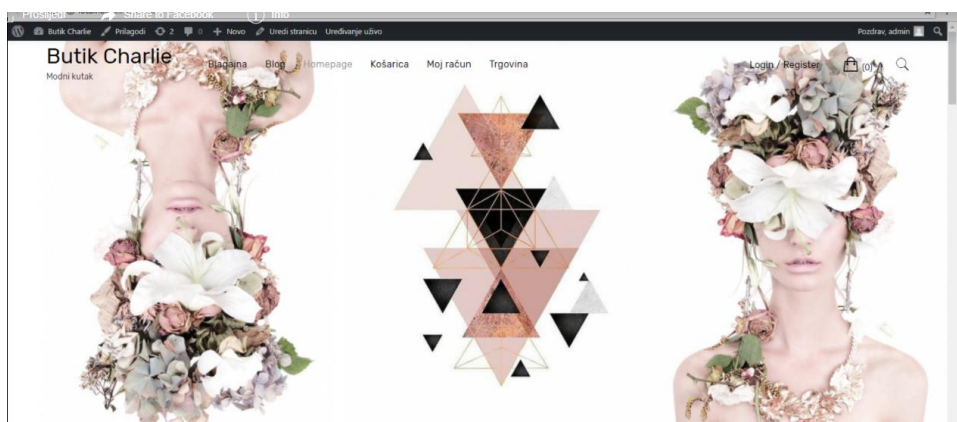 Proslijedi Share to Facebook Info
Butik Charlie Prilagodi 2 0 Novo Uredi stranicu Uređivanje uživo Pozdrav, admin
Butik Charlie
Modni kutak
Blagajna Blog Homepage Košarica Moj račun Trgovina Login / Register (0)